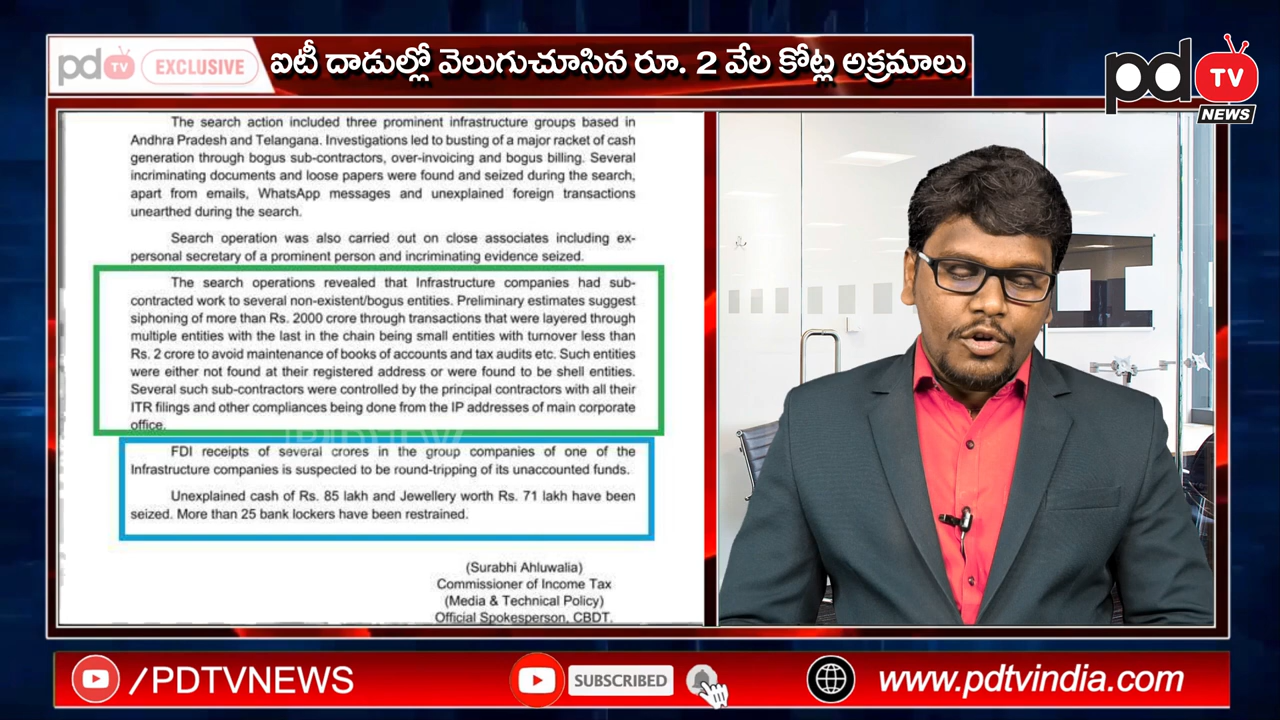 pd TV EXCLUSIVE ఐటీ దాడుల్లో వెలుగుచూసిన రూ. 2 వేల కోట్ల అక్రమాలు
pd TV NEWS
The search action included three prominent infrastructure groups based in
Andhra Pradesh and Telangana. Investigations led to busting of a major racket of cash
generation through bogus sub-contractors, over-invoicing and bogus billing. Several
incriminating documents and loose papers were found and seized during the search,
apart from emails, WhatsApp messages and unexplained foreign transactions
unearthed during the search.
Search operation was also carried out on close associates including ex-
personal secretary of a prominent person and incriminating evidence seized.
The search operations revealed that Infrastructure companies had sub-
contracted work to several non-existent/bogus entities. Preliminary estimates suggest
siphoning of more than Rs. 2000 crore through transactions that were layered through
multiple entities with the last in the chain being small entities with turnover less than
Rs. 2 crore to avoid maintenance of books of accounts and tax audits etc. Such entities
were either not found at their registered address or were found to be shell entities.
Several such sub-contractors were controlled by the principal contractors with all their
ITR filings and other compliances being done from the IP addresses of main corporate
office.
FDI receipts of several crores in the group companies of one of the
Infrastructure companies is suspected to be round-tripping of its unaccounted funds.
Unexplained cash of Rs. 85 lakh and Jewellery worth Rs. 71 lakh have been
seized. More than 25 bank lockers have been restrained.
(Surabhi Ahluwalia)
Commissioner of Income Tax
(Media & Technical Policy)
Official Spokesperson, CBDT.
/PDTVNEWS SUBSCRIBED www.pdtvindia.com